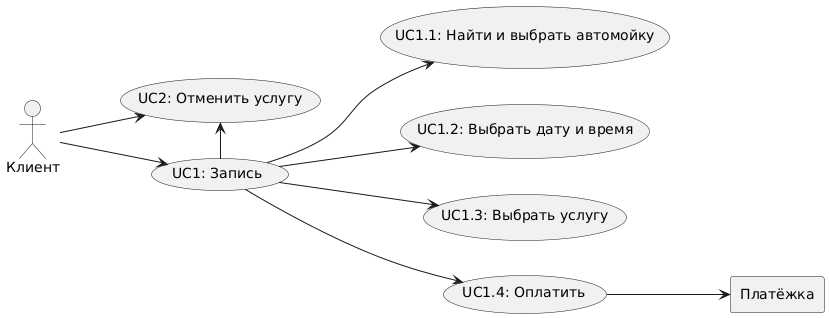 UC1.1: Найти и выбрать автомойку
UC2: Отменить услугу
UC1.2: Выбрать дату и время
Клиент
UC1: Запись
UC1.3: Выбрать услугу
UC1.4: Оплатить
Платёжка